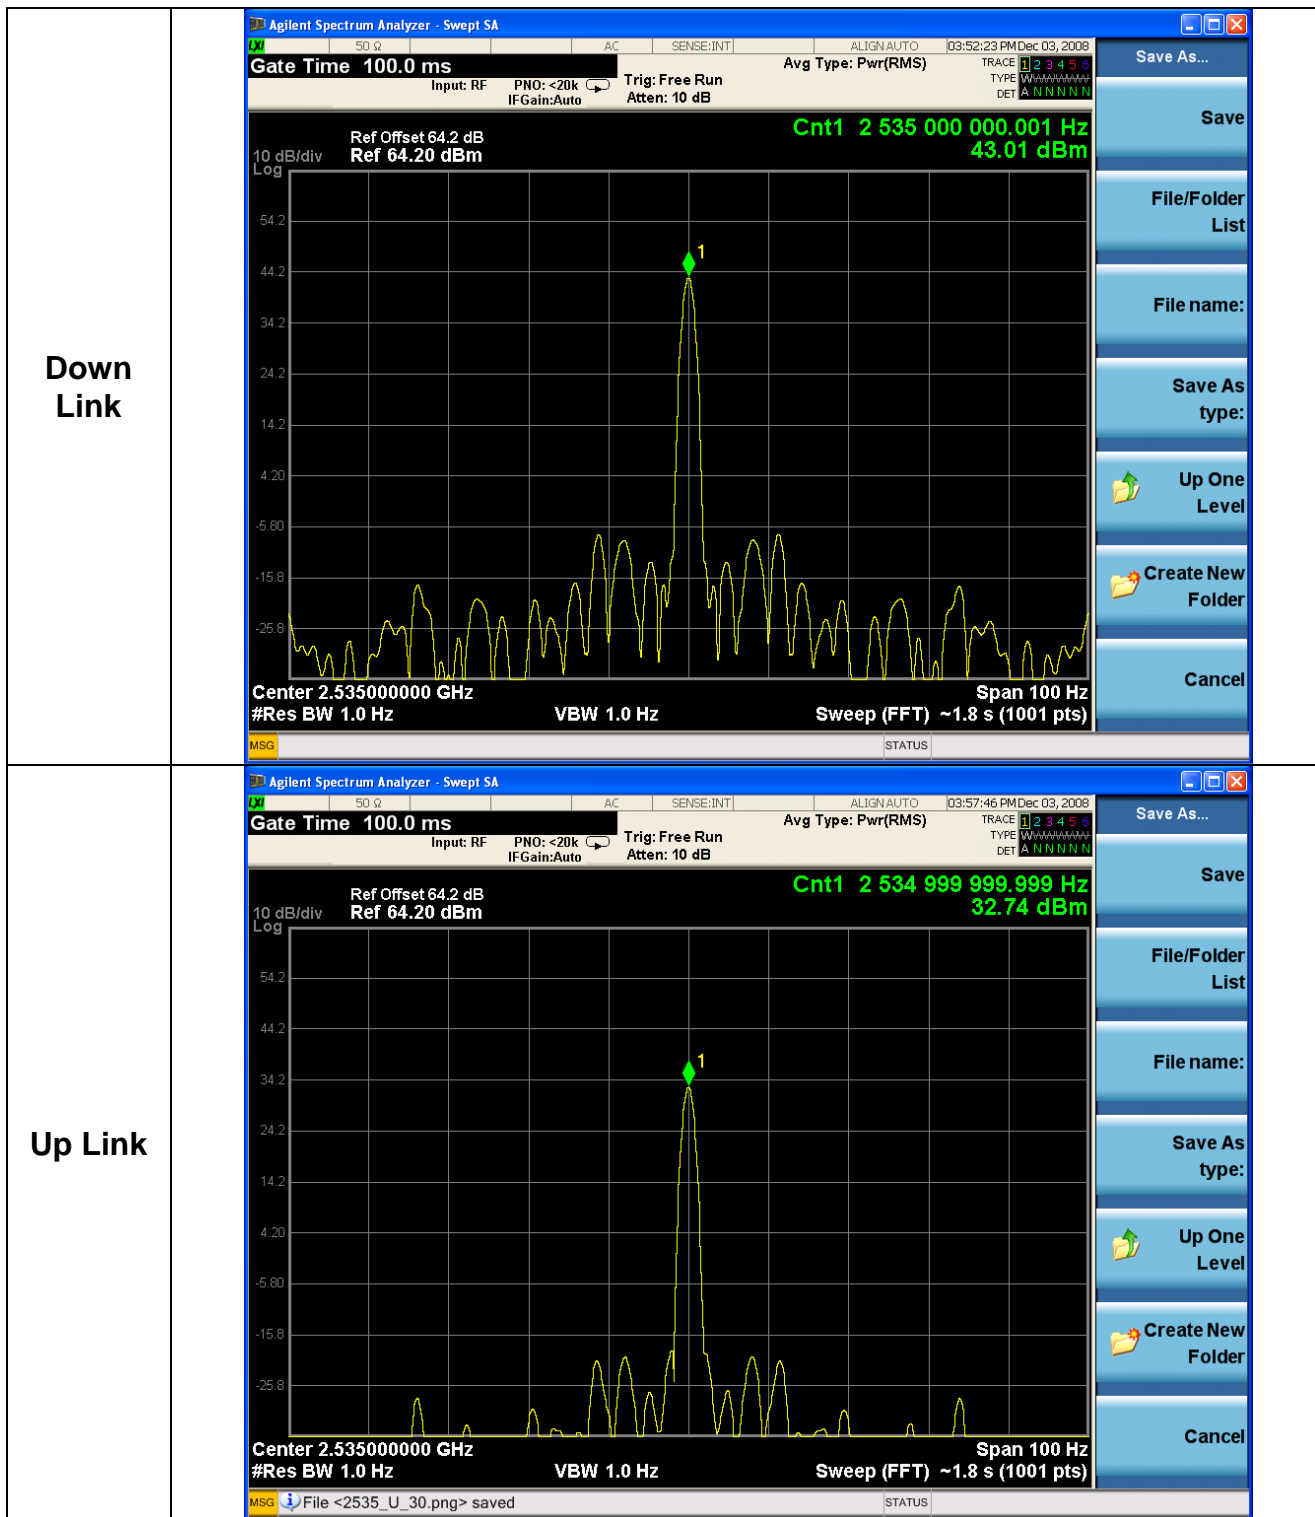 Down
Link
Agilent Spectrum Analyzer - Swept SA
LXI 50 Ω AC SENSE:INT ALIGN AUTO 03:52:23 PM Dec 03, 2008
Gate Time 100.0 ms
Avg Type: Pwr(RMS)
TRACE 1 2 3 4 5 6
Input: RF PNO: <20k Trig: Free Run
TYPE
IFGain:Auto Atten: 10 dB
DET A N N N N N
Cnt1 2 535 000 000.001 Hz
43.01 dBm
Ref Offset 64.2 dB
10 dB/div Ref 64.20 dBm
Log
54.2
44.2
1
34.2
24.2
14.2
4.20
-5.80
-15.8
-25.8
Center 2.535000000 GHz Span 100 Hz
#Res BW 1.0 Hz VBW 1.0 Hz Sweep (FFT) ~1.8 s (1001 pts)
MSG STATUS
Save As...
Save
File/Folder
List
File name:
Save As
type:
Up One
Level
Create New
Folder
Cancel
Up Link
Agilent Spectrum Analyzer - Swept SA
LXI 50 Ω AC SENSE:INT ALIGN AUTO 03:57:46 PM Dec 03, 2008
Gate Time 100.0 ms
Avg Type: Pwr(RMS)
TRACE 1 2 3 4 5 6
Input: RF PNO: <20k Trig: Free Run
TYPE
IFGain:Auto Atten: 10 dB
DET A N N N N N
Cnt1 2 534 999 999.999 Hz
32.74 dBm
Ref Offset 64.2 dB
10 dB/div Ref 64.20 dBm
Log
54.2
44.2
1
34.2
24.2
14.2
4.20
-5.80
-15.8
-25.8
Center 2.535000000 GHz Span 100 Hz
#Res BW 1.0 Hz VBW 1.0 Hz Sweep (FFT) ~1.8 s (1001 pts)
MSG File <2535_U_30.png> saved STATUS
Save As...
Save
File/Folder
List
File name:
Save As
type:
Up One
Level
Create New
Folder
Cancel